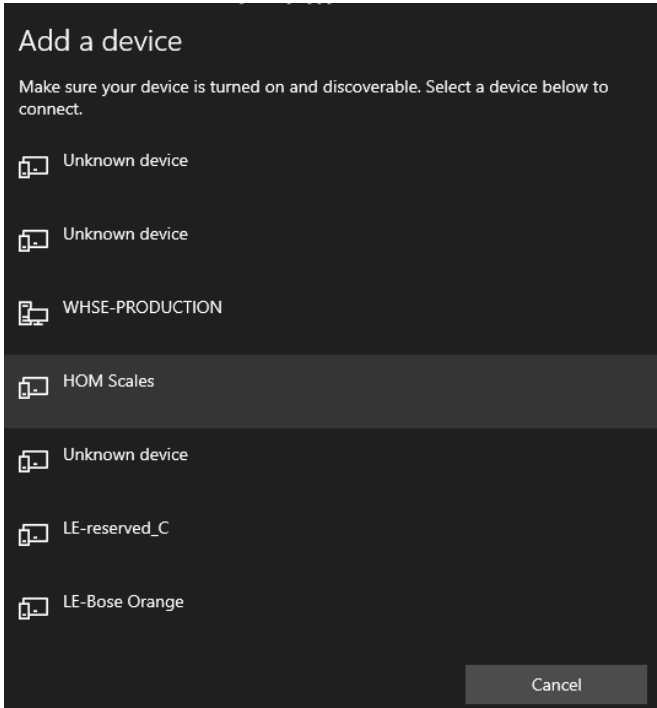 Add a device
Make sure your device is turned on and discoverable. Select a device below to
connect.
Unknown device
Unknown device
WHSE-PRODUCTION
HOM Scales
Unknown device
LE-reserved_C
LE-Bose Orange
Cancel